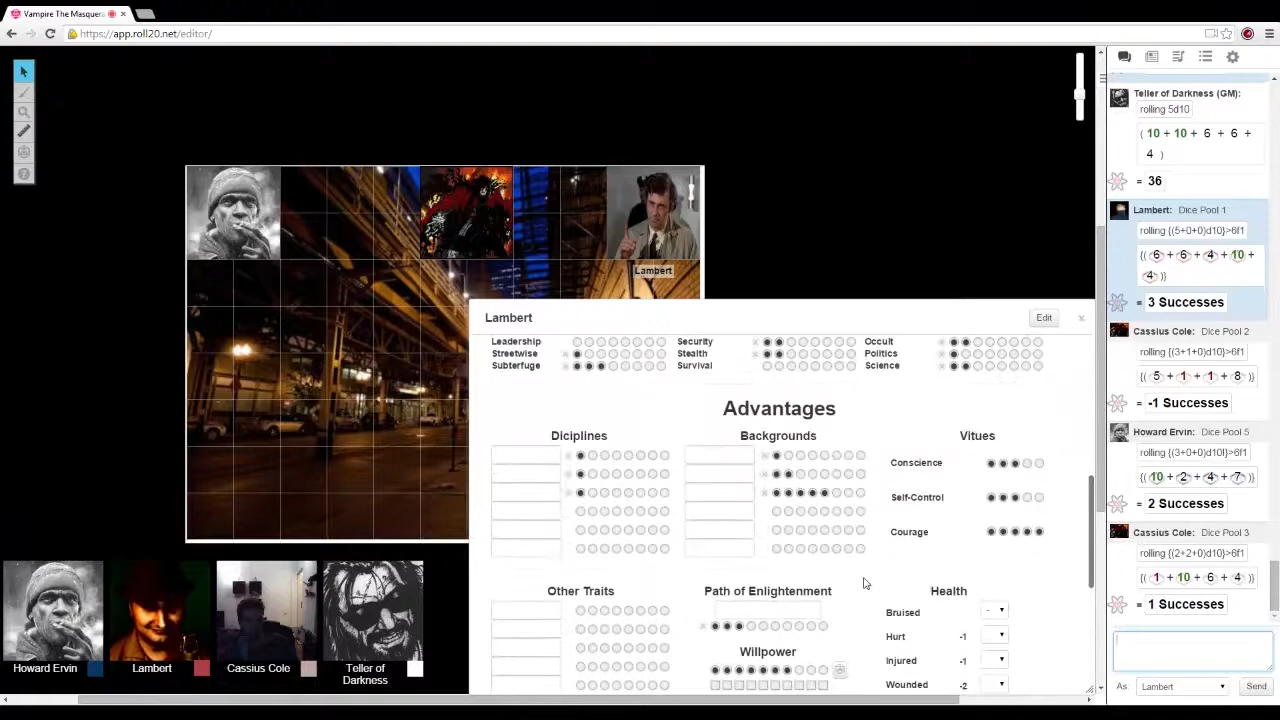 Vampire The Masquera
https://app.roll20.net/editor/
Lambert
Lambert
Edit
Leadership
Security
Occult
Streetwise
Stealth
Politics
Subterfuge
Survival
Science
Advantages
Diciplines
Backgrounds
Vitues
Conscience
Self-Control
Courage
Other Traits
Path of Enlightenment
Health
Bruised -
Hurt -1
Willpower
Injured -1
Wounded -2
Howard Ervin
Lambert
Cassius Cole
Teller of
Darkness
Teller of Darkness (GM):
rolling 5d10
( 10 + 10 + 6 + 6 +
4 )
= 36
Lambert: Dice Pool 1
rolling {(5+0+0)d10}>6f1
(( 6 + 6 + 4 + 10 +
4 ))
= 3 Successes
Cassius Cole: Dice Pool 2
rolling {(3+1+0)d10}>6f1
(( 5 + 1 + 1 + 8 ))
= -1 Successes
Howard Ervin: Dice Pool 5
rolling {(3+0+0)d10}>6f1
(( 10 + 2 + 4 + 7 ))
= 2 Successes
Cassius Cole: Dice Pool 3
rolling {(2+2+0)d10}>6f1
(( 1 + 10 + 6 + 4 ))
= 1 Successes
As: Lambert
Send